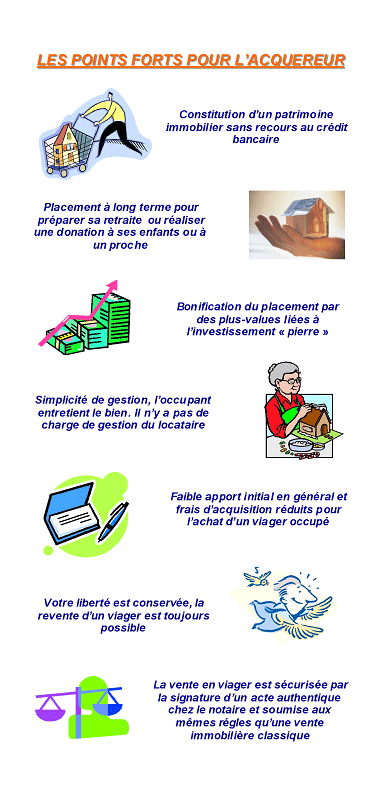 LES POINTS FORTS POUR L'ACQUEREUR
Constitution d'un patrimoine
immobilier sans recours au crédit
bancaire
Placement à long terme pour
préparer sa retraite ou réaliser
une donation à ses enfants ou à
un proche
Bonification du placement par
des plus-values liées à
l'investissement « pierre »
Simplicité de gestion, l'occupant
entretient le bien. Il n'y a pas de
charge de gestion du locataire
Faible apport initial en général et
frais d'acquisition réduits pour
l'achat d'un viager occupé
Votre liberté est conservée, la
revente d'un viager est toujours
possible
La vente en viager est sécurisée par
la signature d'un acte authentique
chez le notaire et soumise aux
mêmes régles qu'une vente
immobilière classique